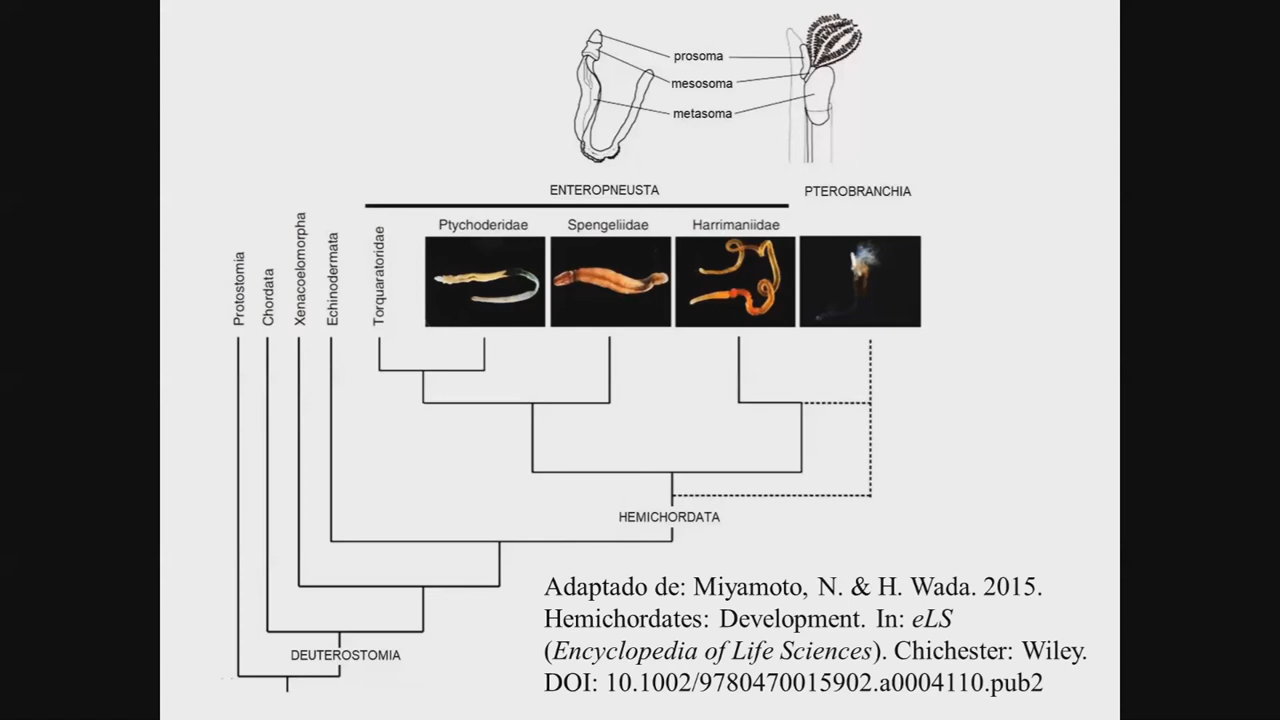 prosoma
mesosoma
metasoma
ENTEROPNEUSTA
PTEROBRANCHIA
Protostomia
Chordata
Xenacoelomorpha
Echinodermata
Torquaratoridae
Ptychoderidae
Spengeliidae
Harrimaniidae
HEMICHORDATA
DEUTEROSTOMIA
Adaptado de: Miyamoto, N. & H. Wada. 2015.
Hemichordates: Development. In: eLS
(Encyclopedia of Life Sciences). Chichester: Wiley.
DOI: 10.1002/9780470015902.a0004110.pub2